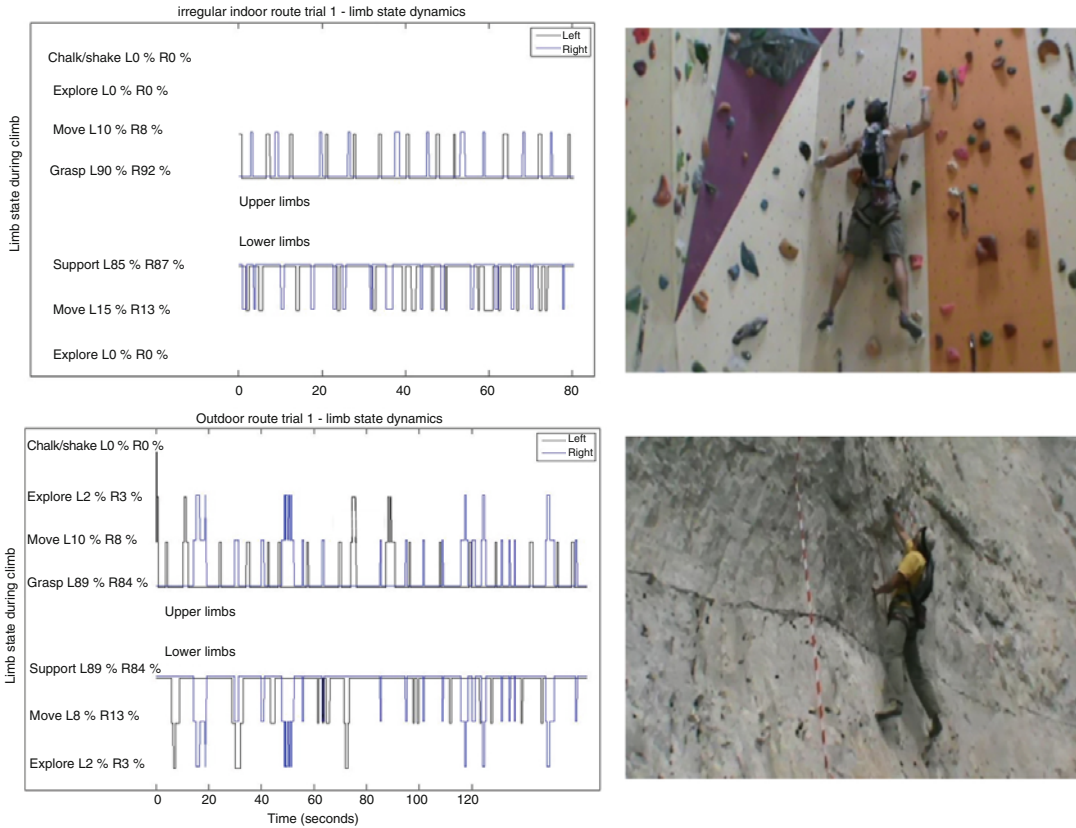 irregular indoor route trial 1 - limb state dynamics
Left
Right
Chalk/shake L0 % R0 %
Explore L0 % R0 %
Move L10 % R8 %
Grasp L90 % R92 %
Upper limbs
Lower limbs
Support L85 % R87 %
Move L15 % R13 %
Explore L0 % R0 %
Limb state during climb
0 20 40 60 80
Outdoor route trial 1 - limb state dynamics
Left
Right
Chalk/shake L0 % R0 %
Explore L2 % R3 %
Move L10 % R8 %
Grasp L89 % R84 %
Upper limbs
Lower limbs
Support L89 % R84 %
Move L8 % R13 %
Explore L2 % R3 %
Limb state during climb
0 20 40 60 80 100 120
Time (seconds)